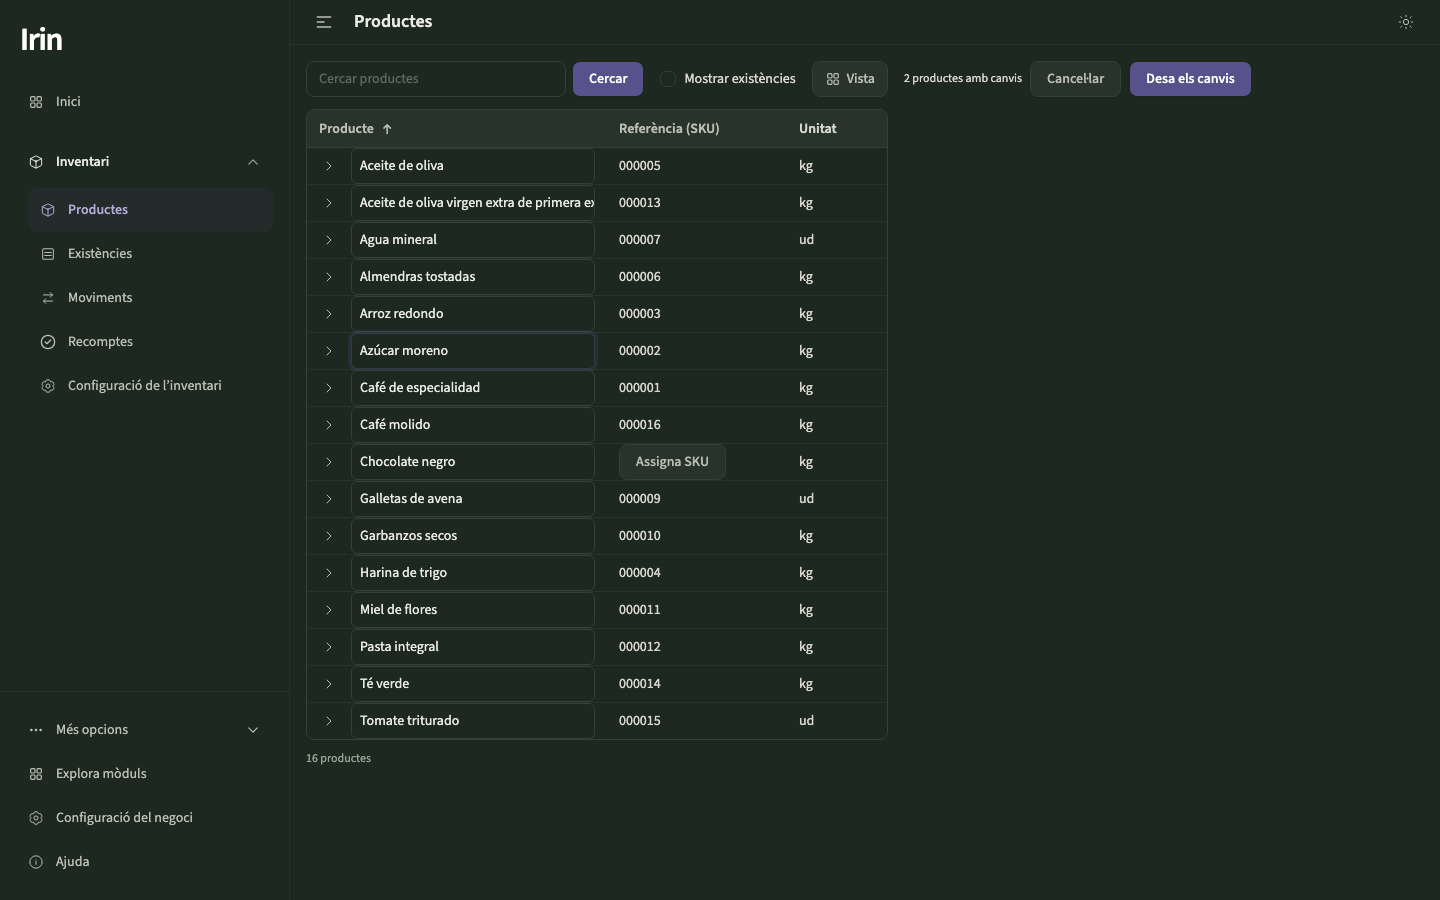 Irin
Productes
Inici
Inventari
Productes
Existències
Moviments
Recomptes
Configuració de l’inventari
Més opcions
Explora mòduls
Configuració del negoci
Ajuda
Cercar productes
Cercar
Mostrar existències
Vista
2 productes amb canvis
Cancel·lar
Desa els canvis
Producte Referència (SKU) Unitat
Aceite de oliva 000005 kg
Aceite de oliva virgen extra de primera 000013 kg
Agua mineral 000007 ud
Almendras tostadas 000006 kg
Arroz redondo 000003 kg
Azúcar moreno 000002 kg
Café de especialidad 000001 kg
Café molido 000016 kg
Chocolate negro Assigna SKU kg
Galletas de avena 000009 ud
Garbanzos secos 000010 kg
Harina de trigo 000004 kg
Miel de flores 000011 kg
Pasta integral 000012 kg
Té verde 000014 kg
Tomate triturado 000015 ud
16 productes